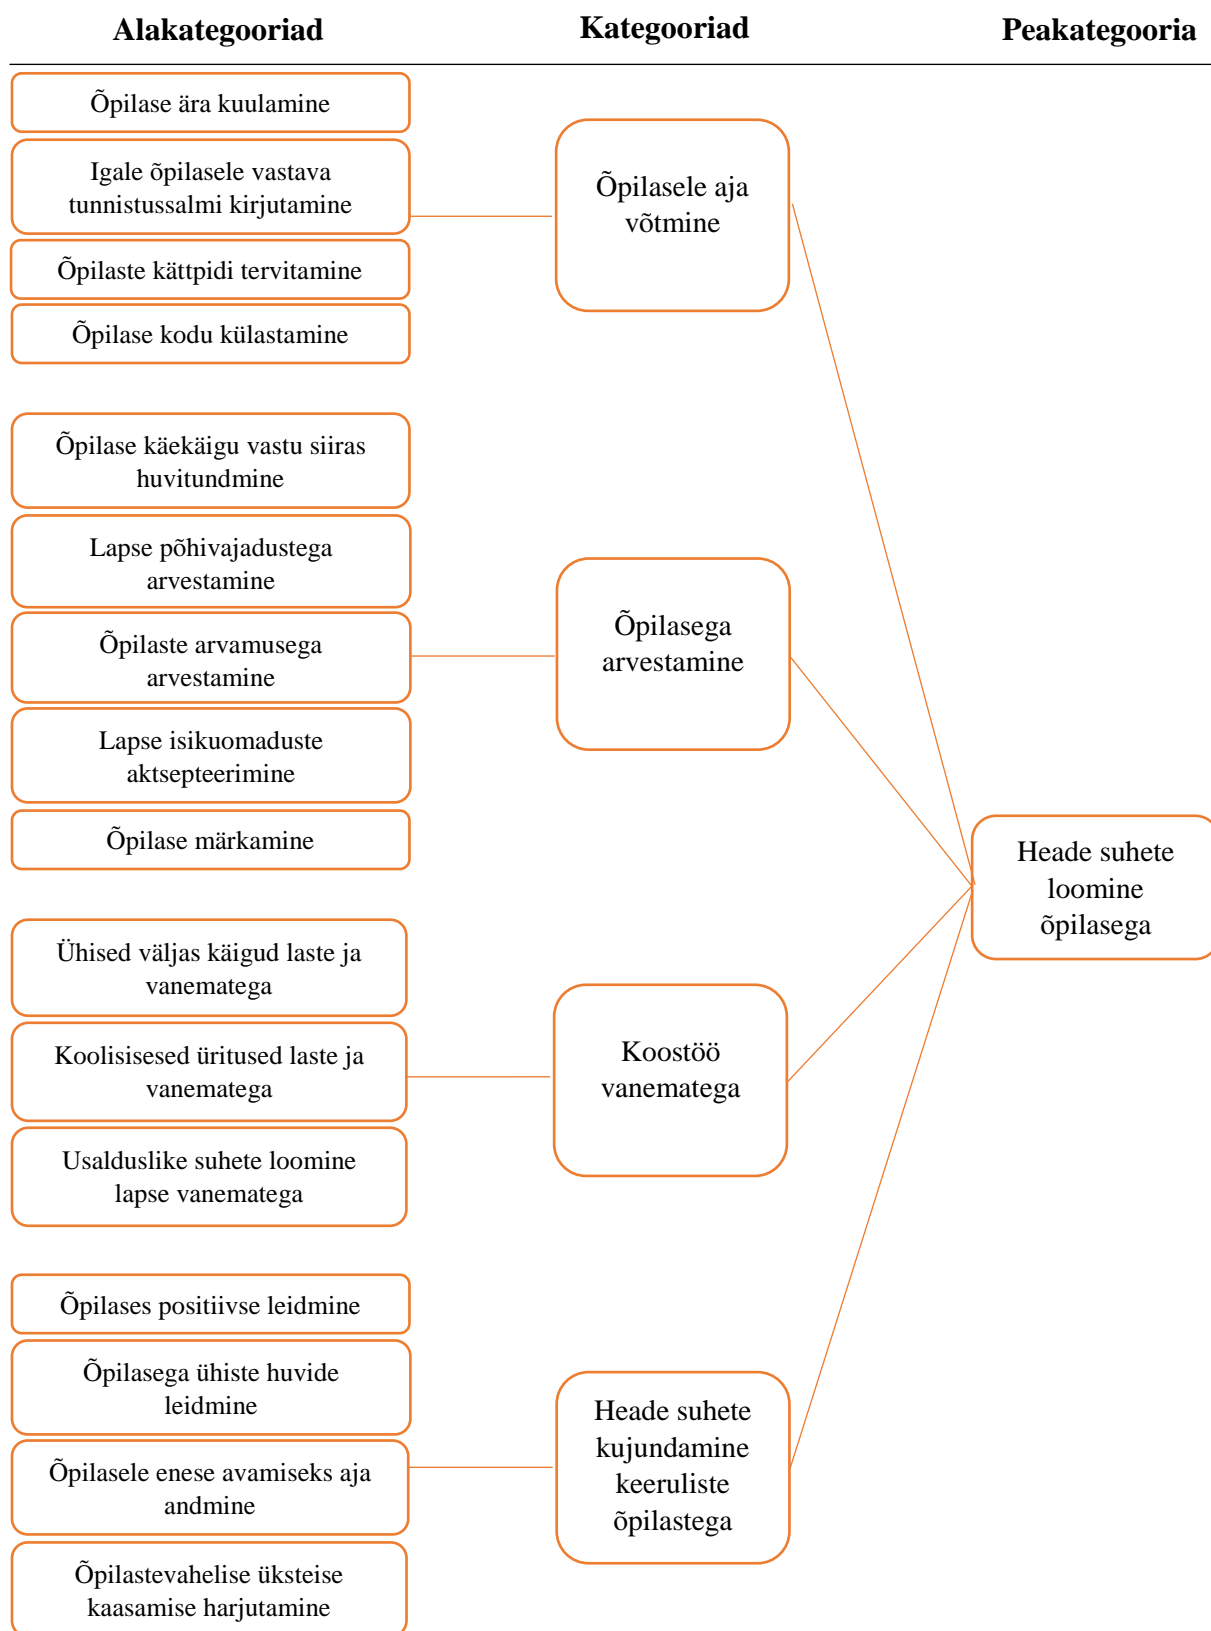 Alakategooriad
Kategooriad
Peakategooria
Õpilase ära kuulamine
Igale õpilasele vastava
tunnistussalmi kirjutamine
Õpilaste kättpidi tervitamine
Õpilase kodu külastamine
Õpilasele aja
võtmine
Õpilase käekäigu vastu siiras
huvitundmine
Lapse põhivajadustega
arvestamine
Õpilaste arvamusega
arvestamine
Lapse isikuomaduste
aktsepteerimine
Õpilase märkamine
Õpilasega
arvestamine
Ühised väljas käigud laste ja
vanematega
Koolisisesed üritused laste ja
vanematega
Usalduslike suhete loomine
lapse vanematega
Koostöö
vanematega
Õpilases positiivse leidmine
Õpilasega ühiste huvide
leidmine
Õpilasele enese avamiseks aja
andmine
Õpilastevahelise üksteise
kaasamise harjutamine
Heade suhete
kujundamine
keeruliste
õpilastega
Heade suhete
loomine
õpilasega